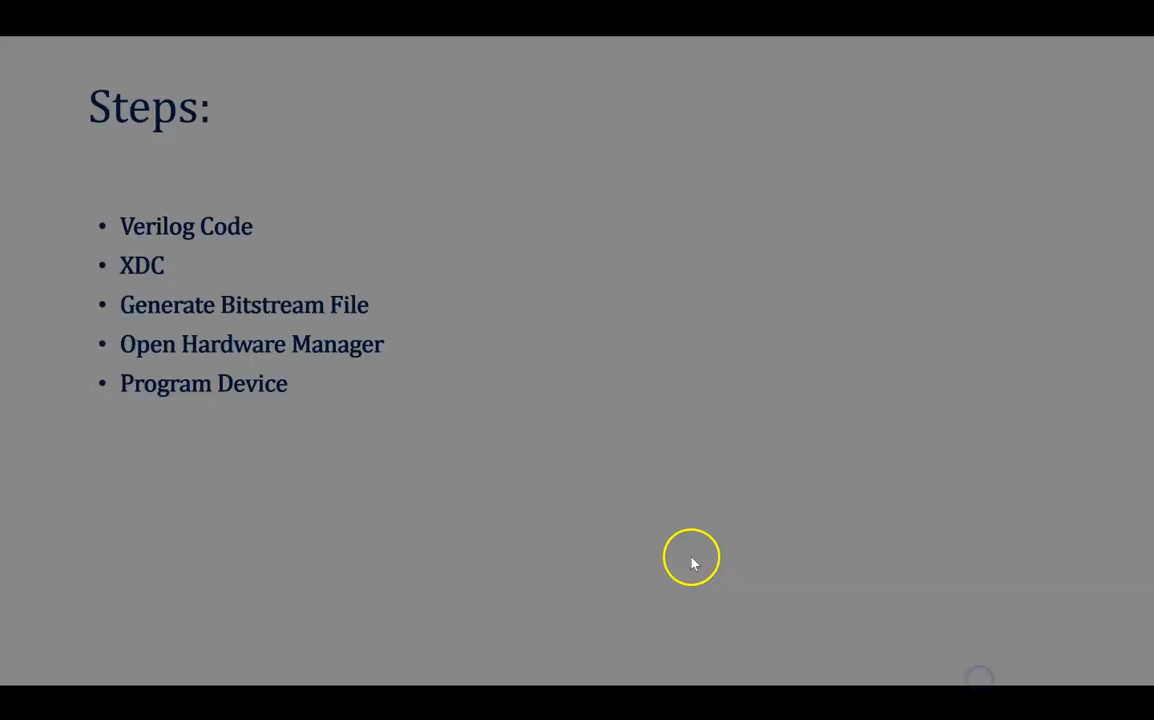 Steps:
• Verilog Code
• XDC
• Generate Bitstream File
• Open Hardware Manager
• Program Device